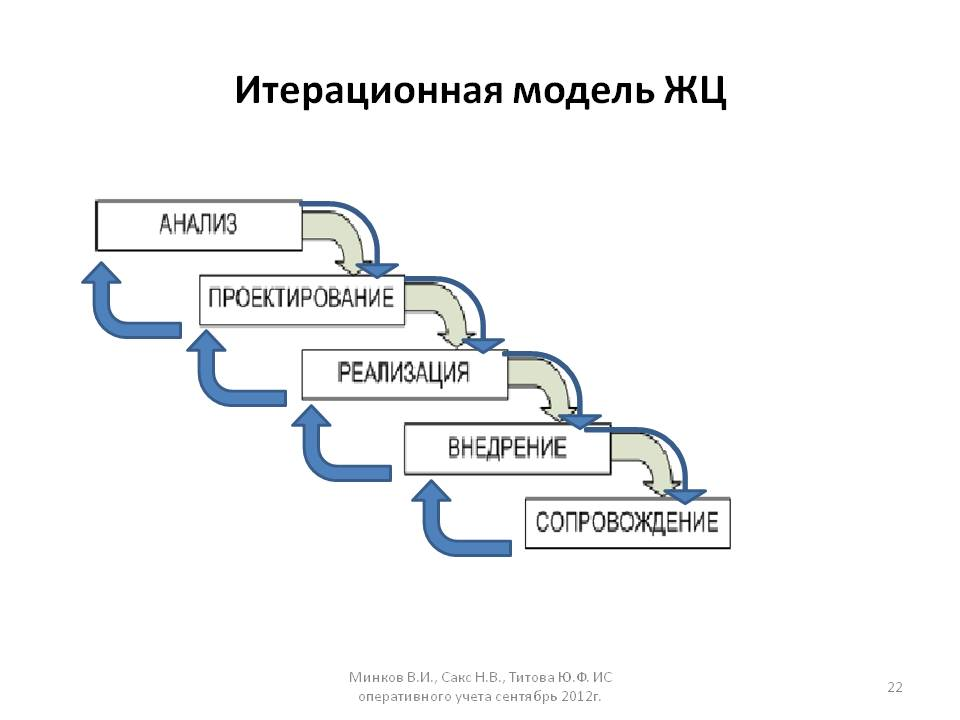 Итерационная модель ЖЦ
АНАЛИЗ
ПРОЕКТИРОВАНИЕ
РЕАЛИЗАЦИЯ
ВНЕДРЕНИЕ
СОПРОВОЖДЕНИЕ
Минков В.И., Сакс Н.В., Титова Ю.Ф. ИС
оперативного учета сентябрь 2012г.
22